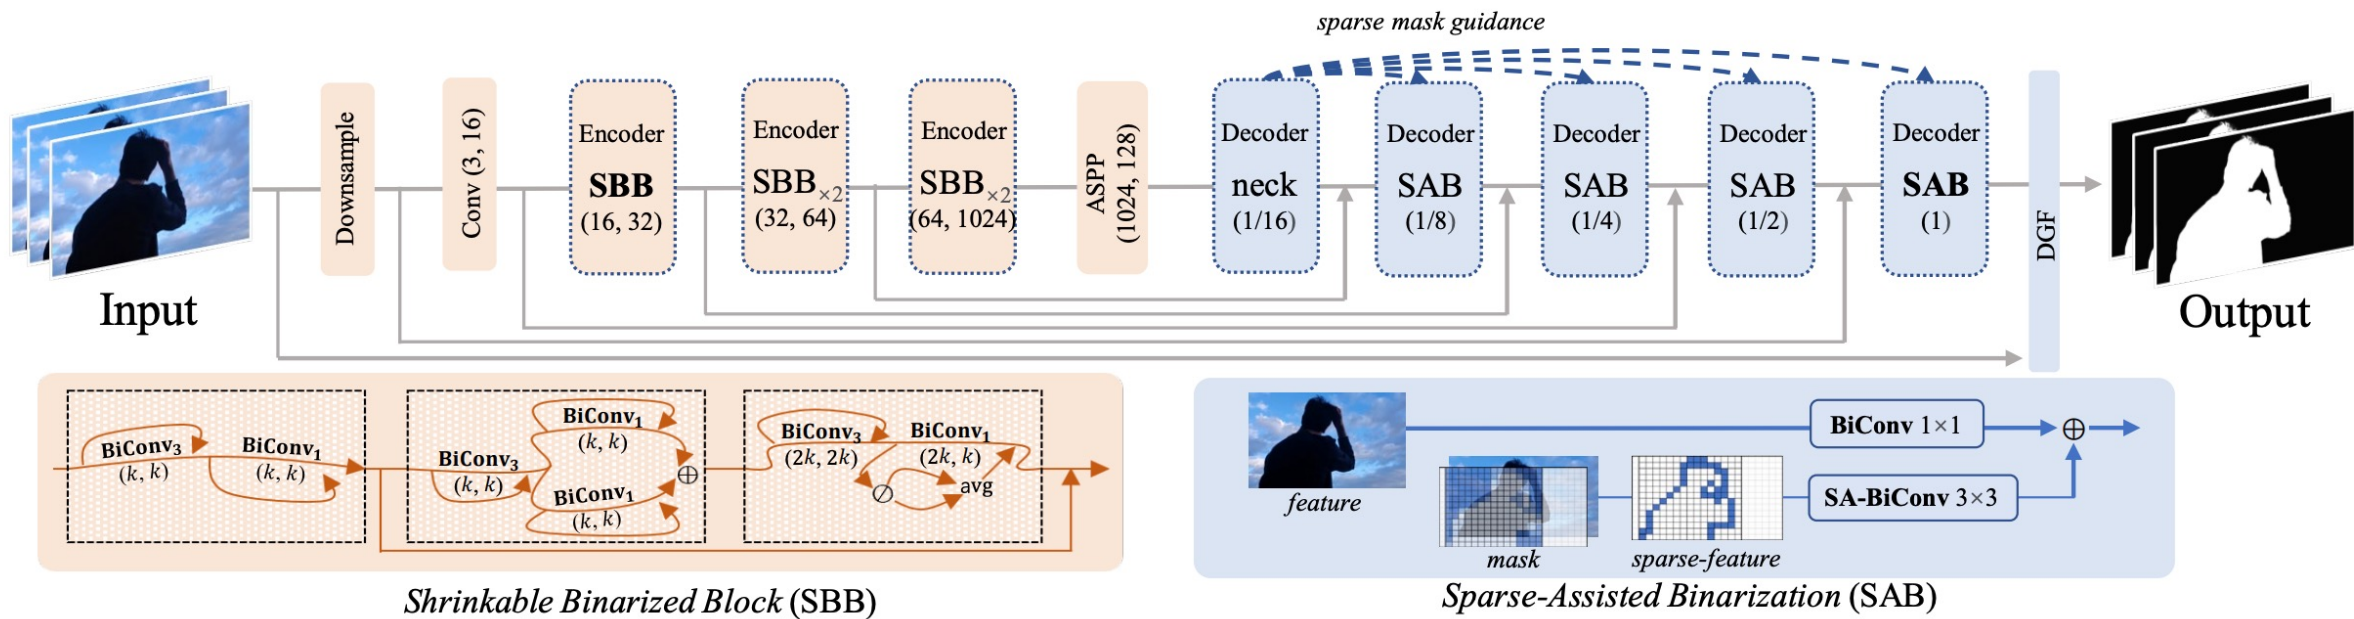 sparse mask guidance
Input
Downsample
Conv (3, 16)
Encoder
SBB
(16, 32)
Encoder
SBB×2
(32, 64)
Encoder
SBB×2
(64, 1024)
ASPP
(1024, 128)
Decoder
neck
(1/16)
Decoder
SAB
(1/8)
Decoder
SAB
(1/4)
Decoder
SAB
(1/2)
Decoder
SAB
(1)
DGF
Output
BiConv₃
(k, k)
BiConv₁
(k, k)
BiConv₃
(k, k)
BiConv₁
(k, k)
⊕
BiConv₁
(k, k)
BiConv₃
(2k, 2k)
∅
BiConv₁
(2k, k)
avg
Shrinkable Binarized Block (SBB)
feature
mask
sparse-feature
BiConv 1×1
⊕
SA-BiConv 3×3
Sparse-Assisted Binarization (SAB)